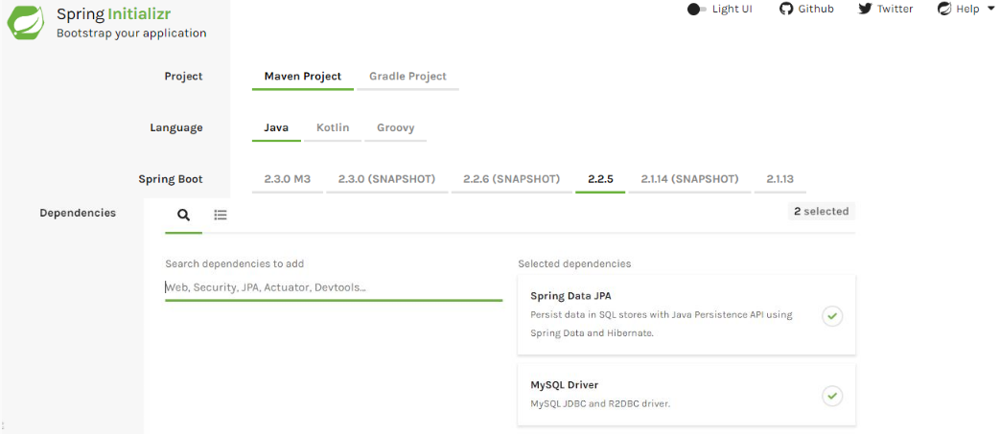 Spring Initializr
Bootstrap your application
Light UI Github Twitter Help
Project Maven Project Gradle Project
Language Java Kotlin Groovy
Spring Boot 2.3.0 M3 2.3.0 (SNAPSHOT) 2.2.6 (SNAPSHOT) 2.2.5 2.1.14 (SNAPSHOT) 2.1.13
Dependencies 2 selected
Search dependencies to add
Web, Security, JPA, Actuator, Devtools...
Selected dependencies
Spring Data JPA
Persist data in SQL stores with Java Persistence API using
Spring Data and Hibernate.
MySQL Driver
MySQL JDBC and R2DBC driver.